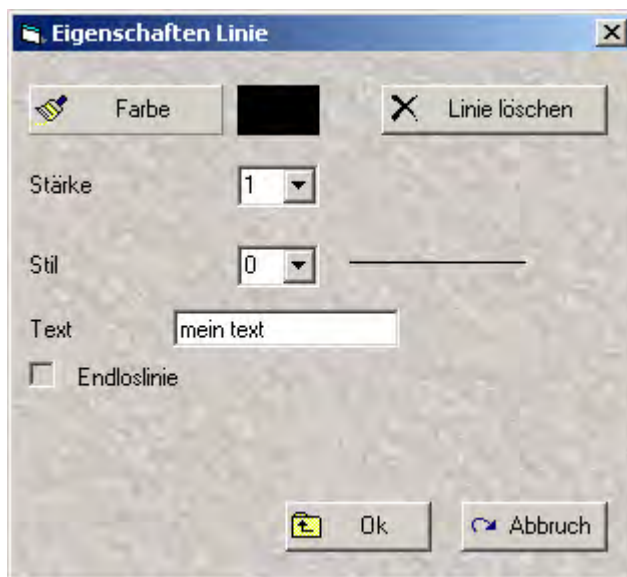 Eigenschaften Linie
Farbe
Linie löschen
Stärke
1
Stil
0
Text
mein text
Endloslinie
Ok
Abbruch